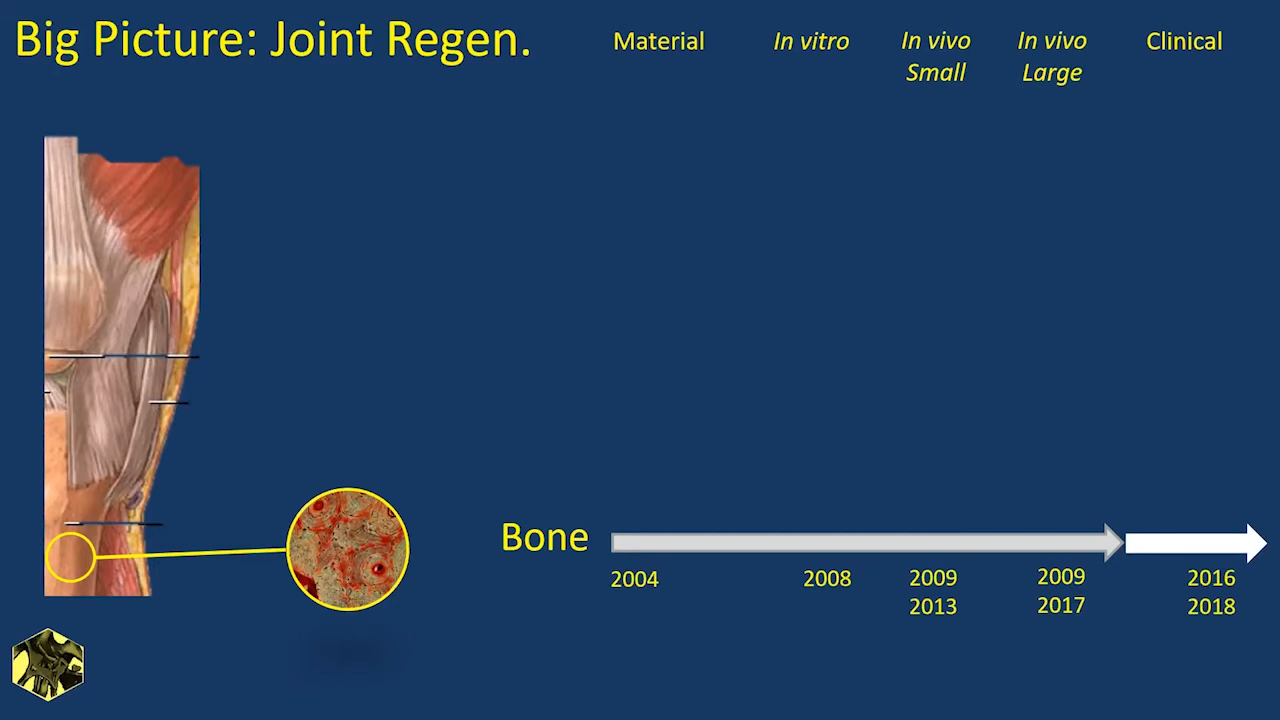 Big Picture: Joint Regen.
Material
In vitro
In vivo
Small
In vivo
Large
Clinical
Bone
2004
2008
2009
2013
2009
2017
2016
2018